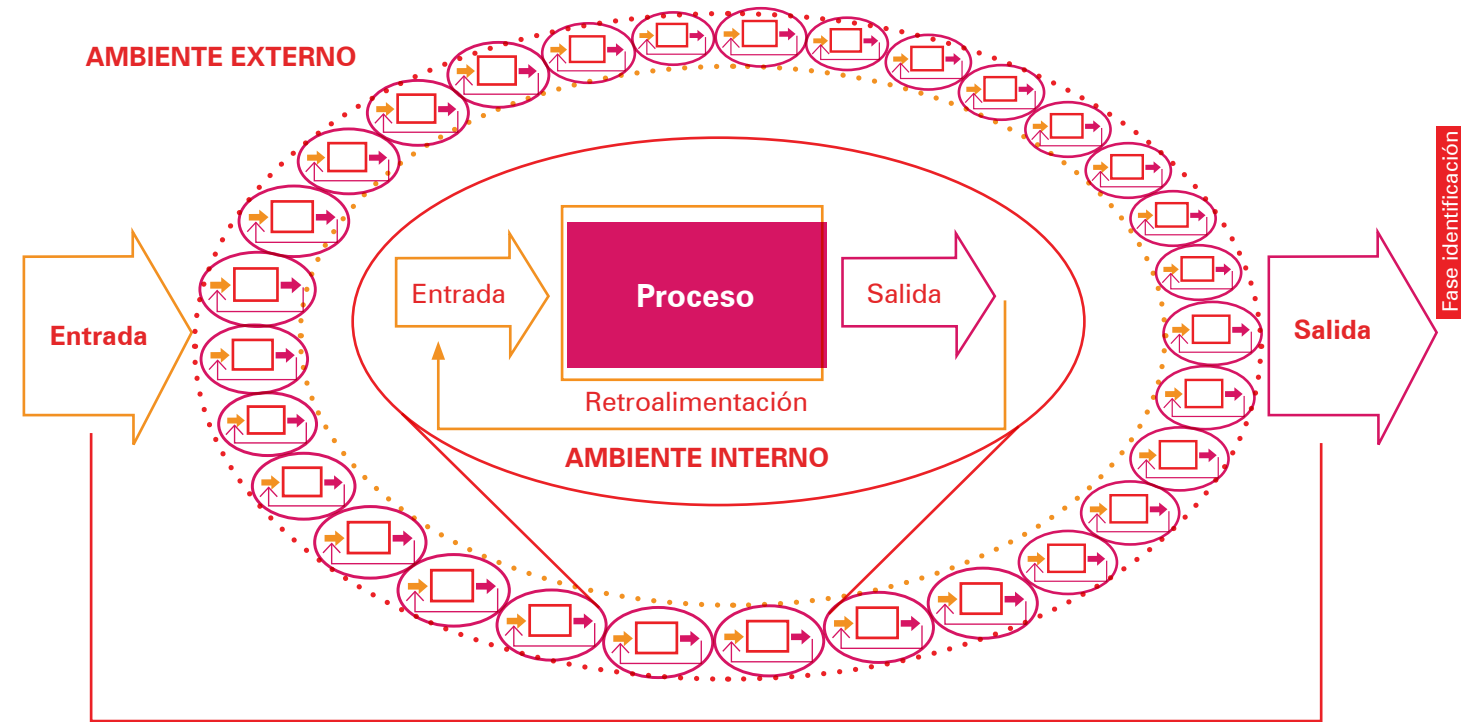 AMBIENTE EXTERNO
Fase identificación
Entrada
Entrada
Proceso
Salida
Salida
Retroalimentación
AMBIENTE INTERNO